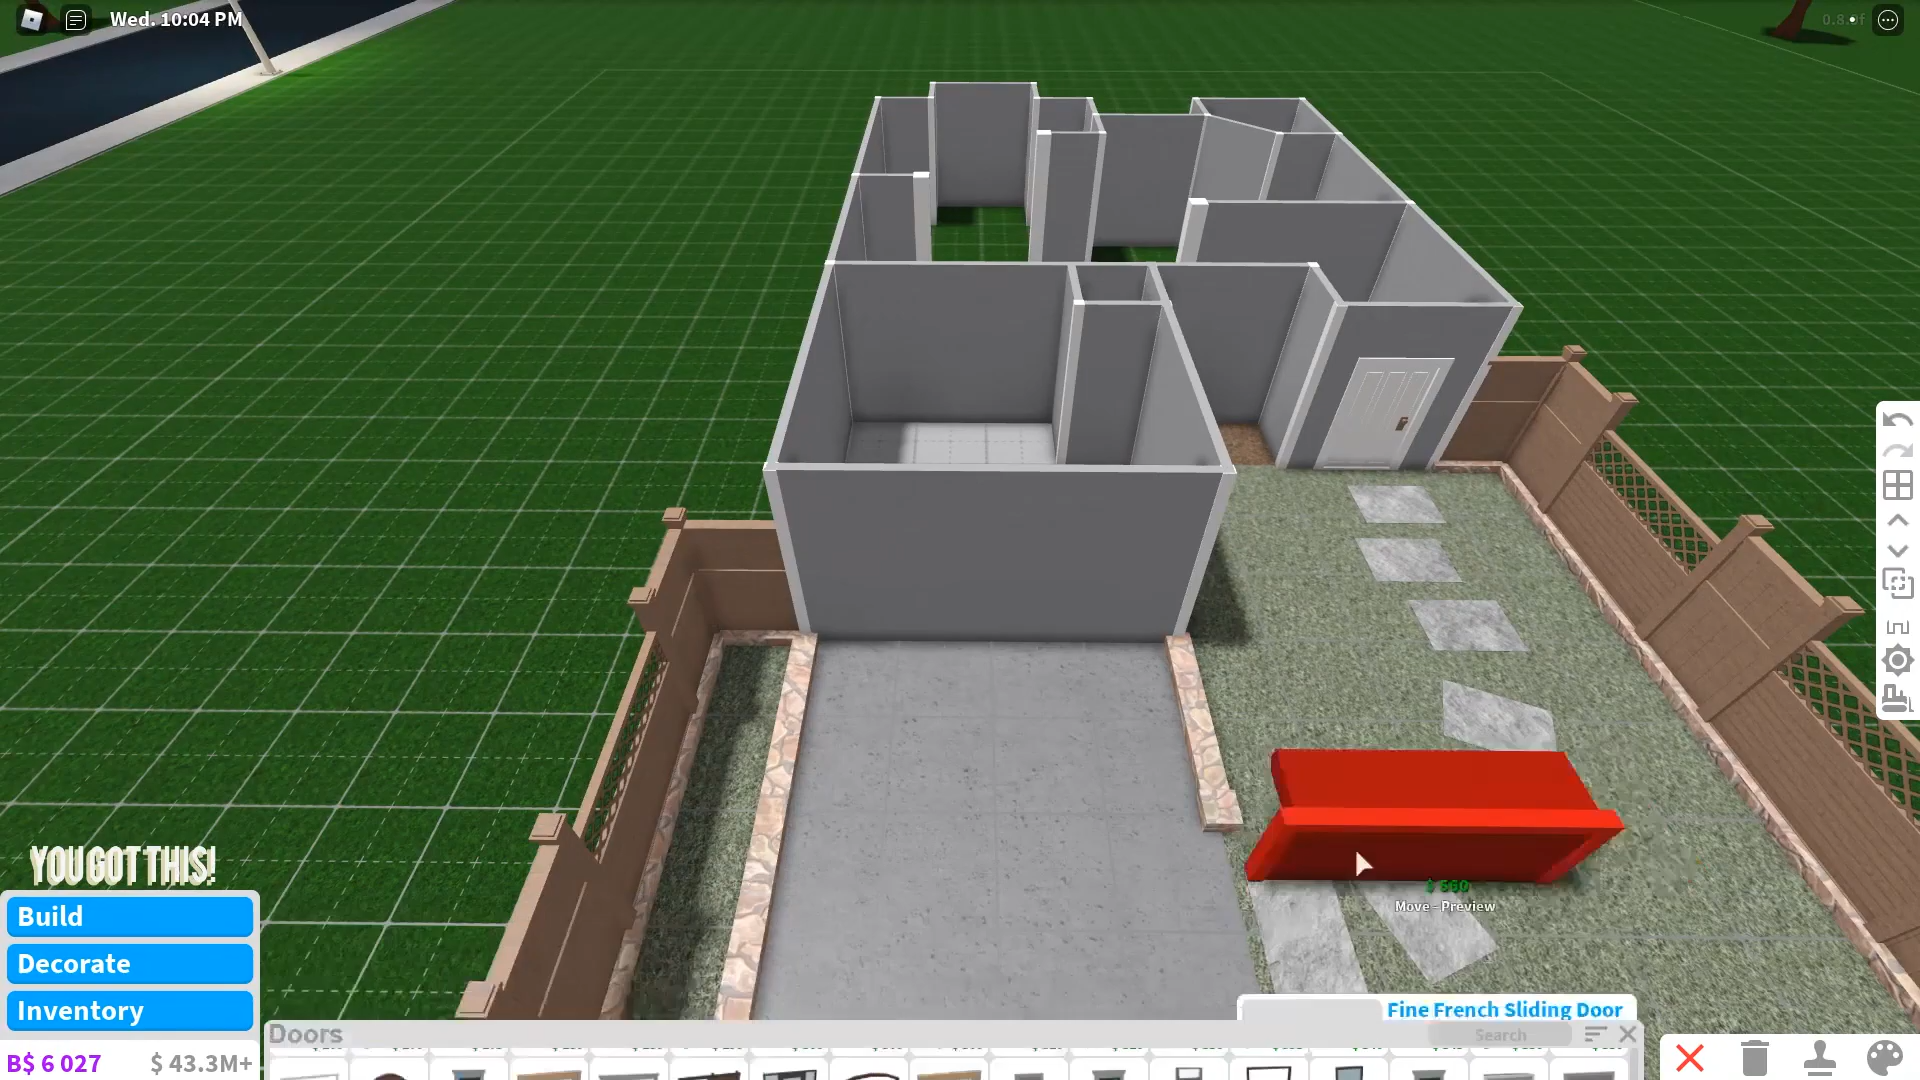 Wed. 10:04 PM
YOU GOT THIS!
Build
Decorate
Inventory
B$ 6 027
$ 43.3M+
$ 560
Move - Preview
Fine French Sliding Door
Doors
Search